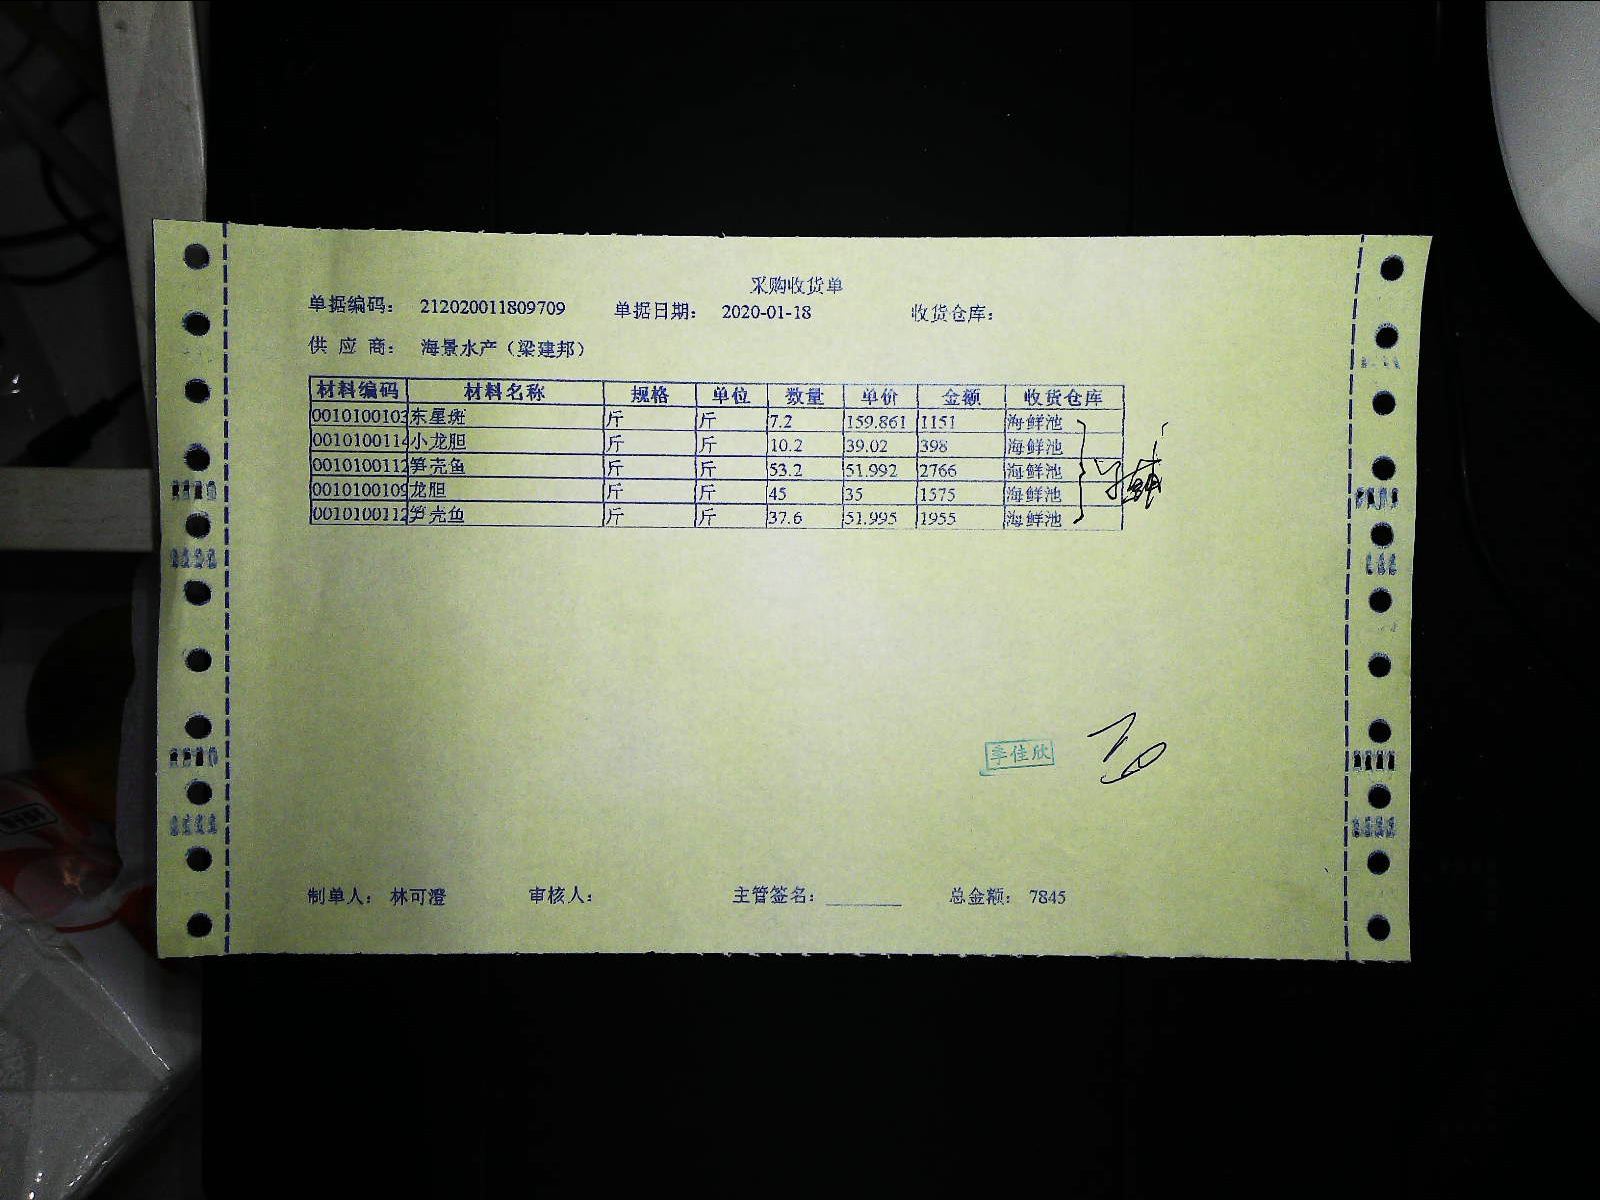 采购收货单
单据编码： 212020011809709 单据日期： 2020-01-18 收货仓库：
供 应 商： 海景水产（梁建邦）
材料编码 材料名称 规格 单位 数量 单价 金额 收货仓库
0010100103 东星斑 斤 斤 7.2 159.861 1151 海鲜池
0010100114 小龙胆 斤 斤 10.2 39.02 398 海鲜池
0010100112 笋壳鱼 斤 斤 53.2 51.992 2766 海鲜池
0010100109 龙胆 斤 斤 45 35 1575 海鲜池
0010100112 笋壳鱼 斤 斤 37.6 51.995 1955 海鲜池
李佳欣
制单人： 林可澄 审核人： 主管签名： 总金额： 7845